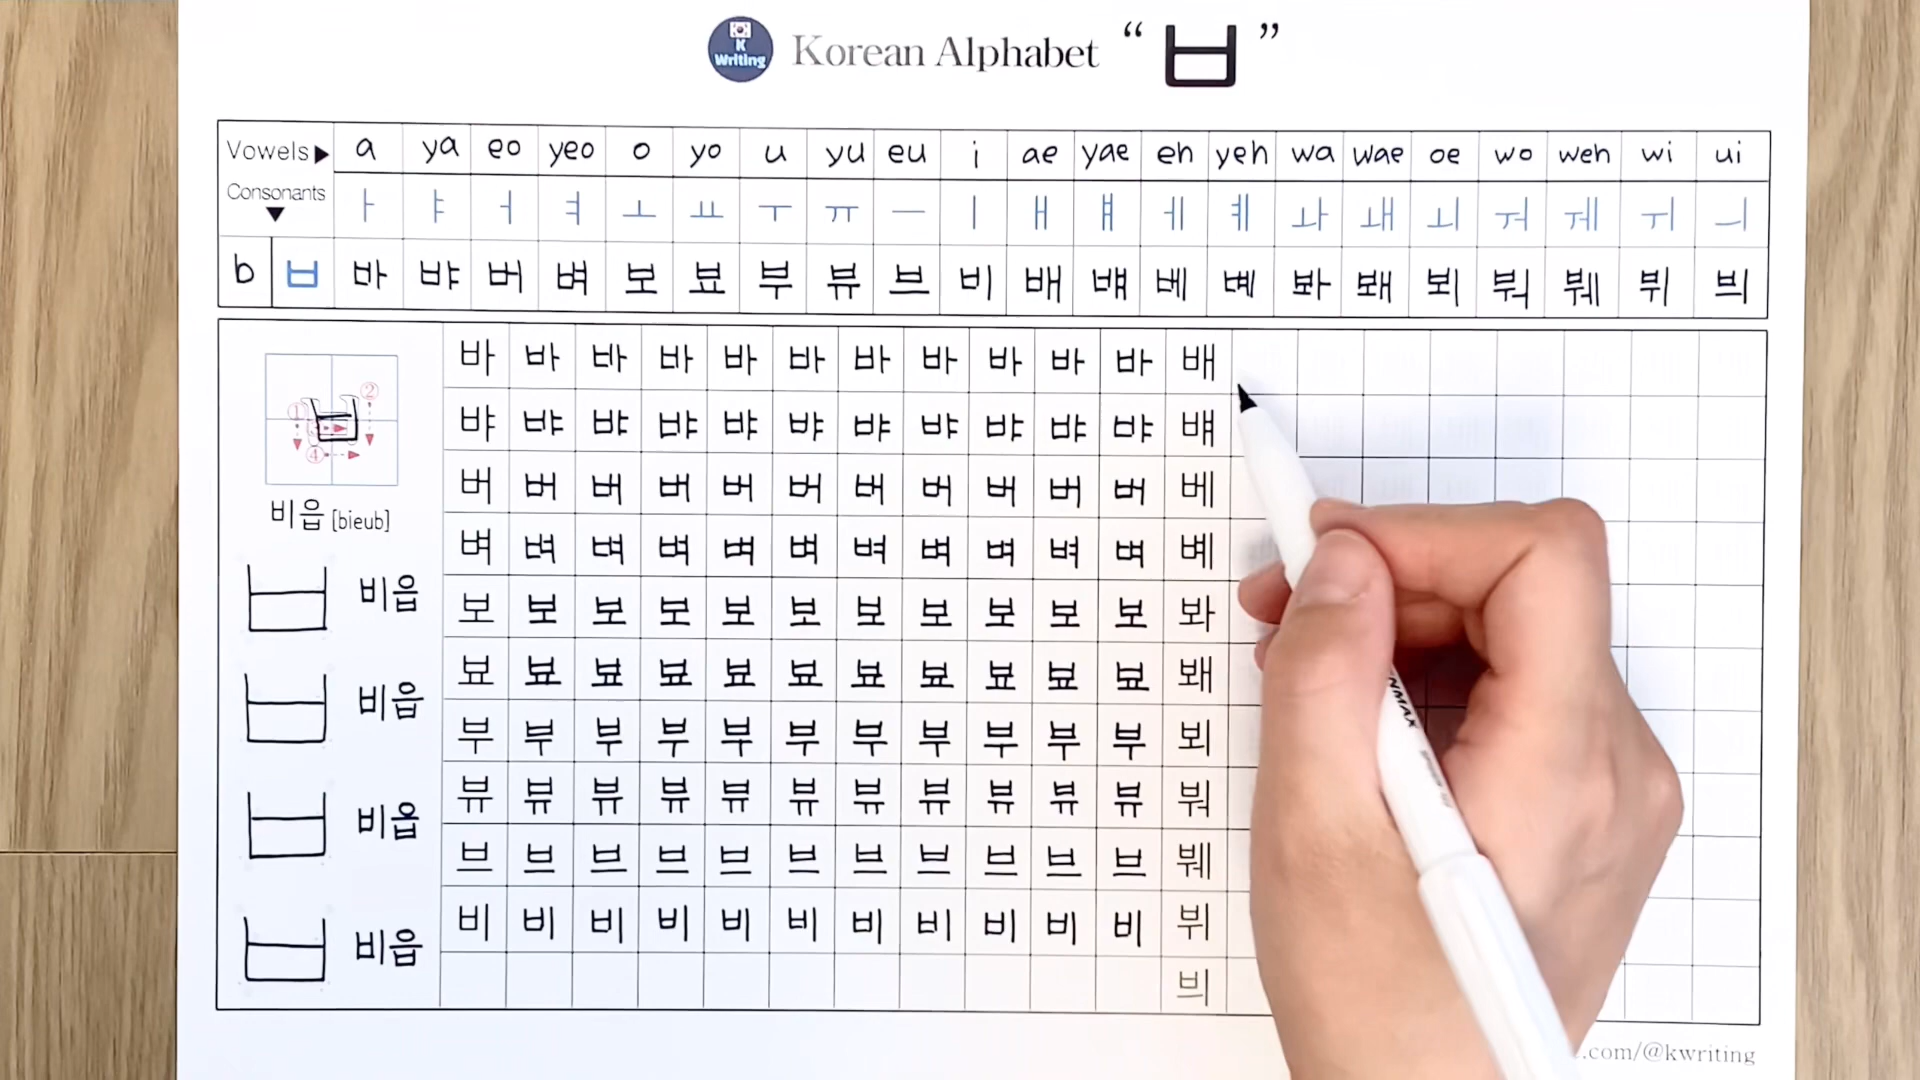 K
Writing
Korean Alphabet “ㅂ”
Vowels▶ a ya eo yeo o yo u yu eu i ae yae eh yeh wa wae oe wo weh wi ui
Consonants ▼ ㅏ ㅑ ㅓ ㅕ ㅗ ㅛ ㅜ ㅠ ㅡ ㅣ ㅐ ㅒ ㅔ ㅖ ㅘ ㅙ ㅚ ㅝ ㅞ ㅟ ㅢ
b ㅂ 바 뱌 버 벼 보 뵤 부 뷰 브 비 배 뱨 베 볘 봐 봬 뵈 붜 붸 뷔 븨
① ② ③ ④
비읍 [bieub]
비읍
비읍
비읍
비읍
바 바 바 바 바 바 바 바 바 바 바 배
뱌 뱌 뱌 뱌 뱌 뱌 뱌 뱌 뱌 뱌 뱌 뱨
버 버 버 버 버 버 버 버 버 버 버 베
벼 벼 벼 벼 벼 벼 벼 벼 벼 벼 벼 볘
보 보 보 보 보 보 보 보 보 보 보 봐
뵤 뵤 뵤 뵤 뵤 뵤 뵤 뵤 뵤 뵤 뵤 봬
부 부 부 부 부 부 부 부 부 부 부 뵈
뷰 뷰 뷰 뷰 뷰 뷰 뷰 뷰 뷰 뷰 뷰 붜
브 브 브 브 브 브 브 브 브 브 브 붸
비 비 비 비 비 비 비 비 비 비 비 뷔
븨
.com/@kwriting